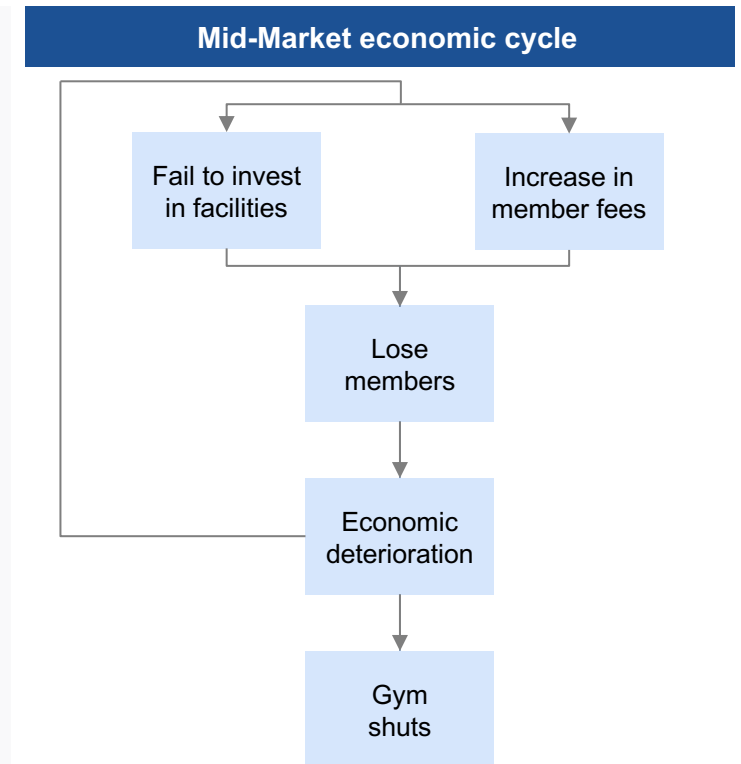 Mid-Market economic cycle
Fail to invest
in facilities
Increase in
member fees
Lose
members
Economic
deterioration
Gym
shuts